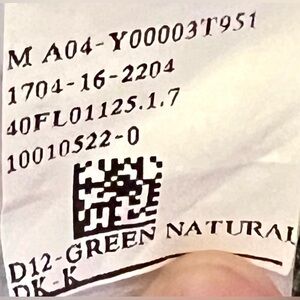 M A04-Y00003T951
1704-16-2204
40FL01125.1.7
10010522-0
D12-GREEN NATURAL
DK-K